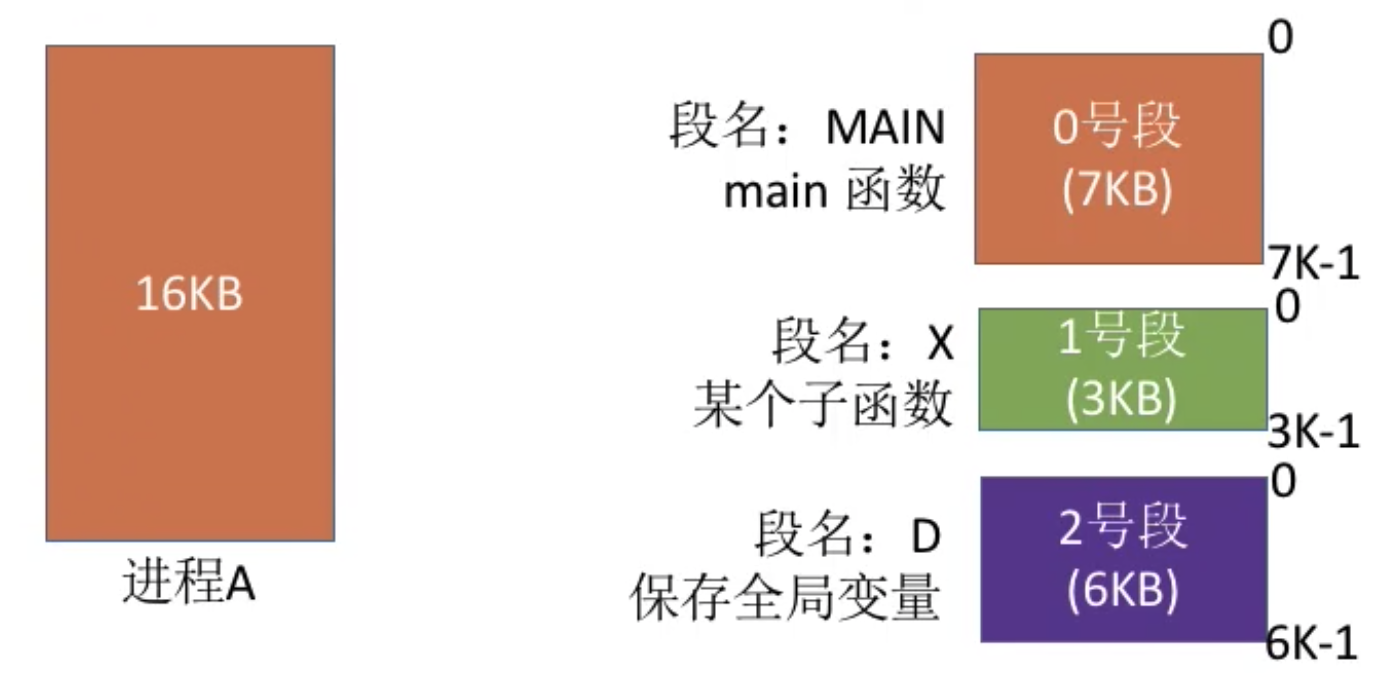 16KB
进程A
段名：MAIN
main 函数
0号段
(7KB)
0
7K-1
段名：X
某个子函数
1号段
(3KB)
0
3K-1
段名：D
保存全局变量
2号段
(6KB)
0
6K-1